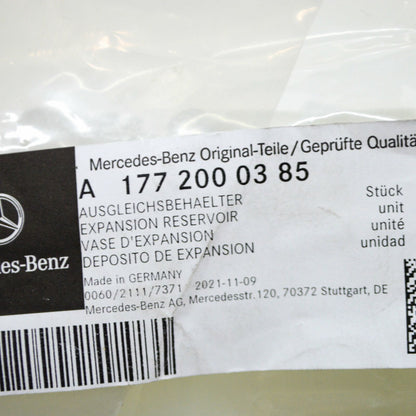 Mercedes-Benz Original-Teile/Geprüfte Qualitä
A 177 200 03 85
AUSGLEICHSBEHAELTER
EXPANSION RESERVOIR
VASE D'EXPANSION
DEPOSITO DE EXPANSION
Stück
unit
unité
unidad
des-Benz
Made in GERMANY 2021-11-09
0060/2111/7371
Mercedes-Benz AG, Mercedesstr.120, 70372 Stuttgart, DE